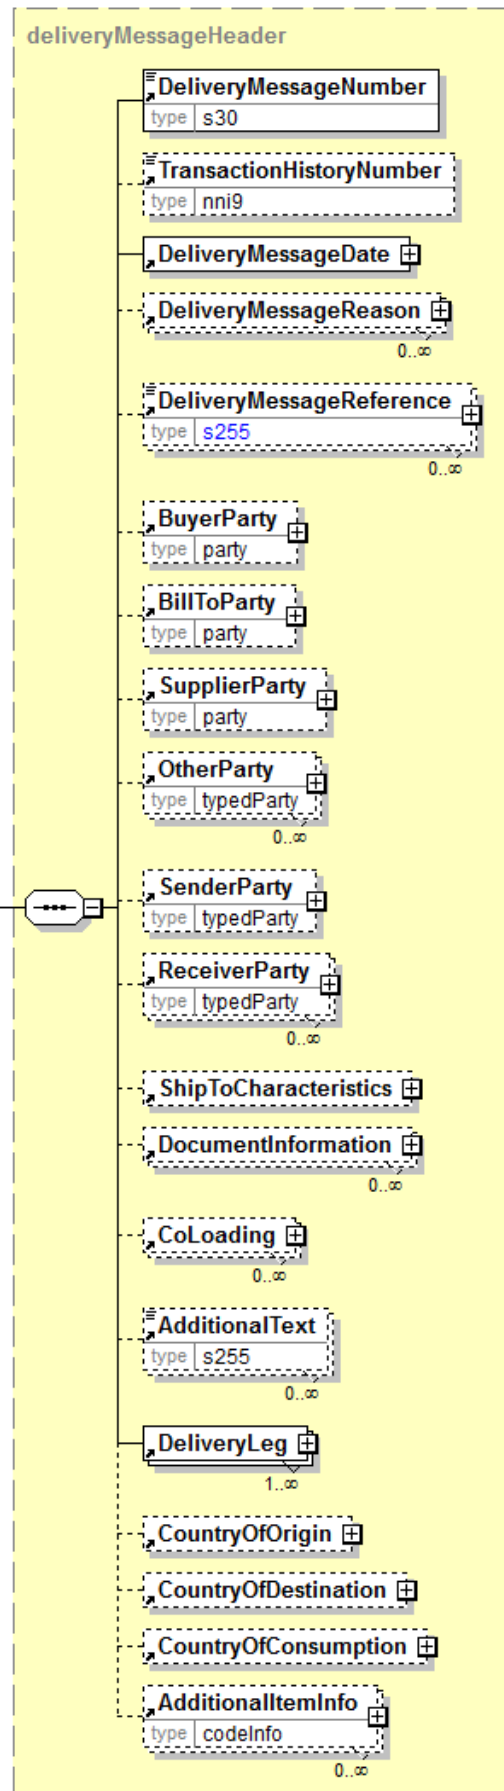 deliveryMessageHeader
DeliveryMessageNumber
type s30
TransactionHistoryNumber
type nni9
DeliveryMessageDate
DeliveryMessageReason
0..∞
DeliveryMessageReference
type s255
0..∞
BuyerParty
type party
BillToParty
type party
SupplierParty
type party
OtherParty
type typedParty
0..∞
SenderParty
type typedParty
ReceiverParty
type typedParty
0..∞
ShipToCharacteristics
DocumentInformation
0..∞
CoLoading
0..∞
AdditionalText
type s255
0..∞
DeliveryLeg
1..∞
CountryOfOrigin
CountryOfDestination
CountryOfConsumption
AdditionalItemInfo
type codeInfo
0..∞